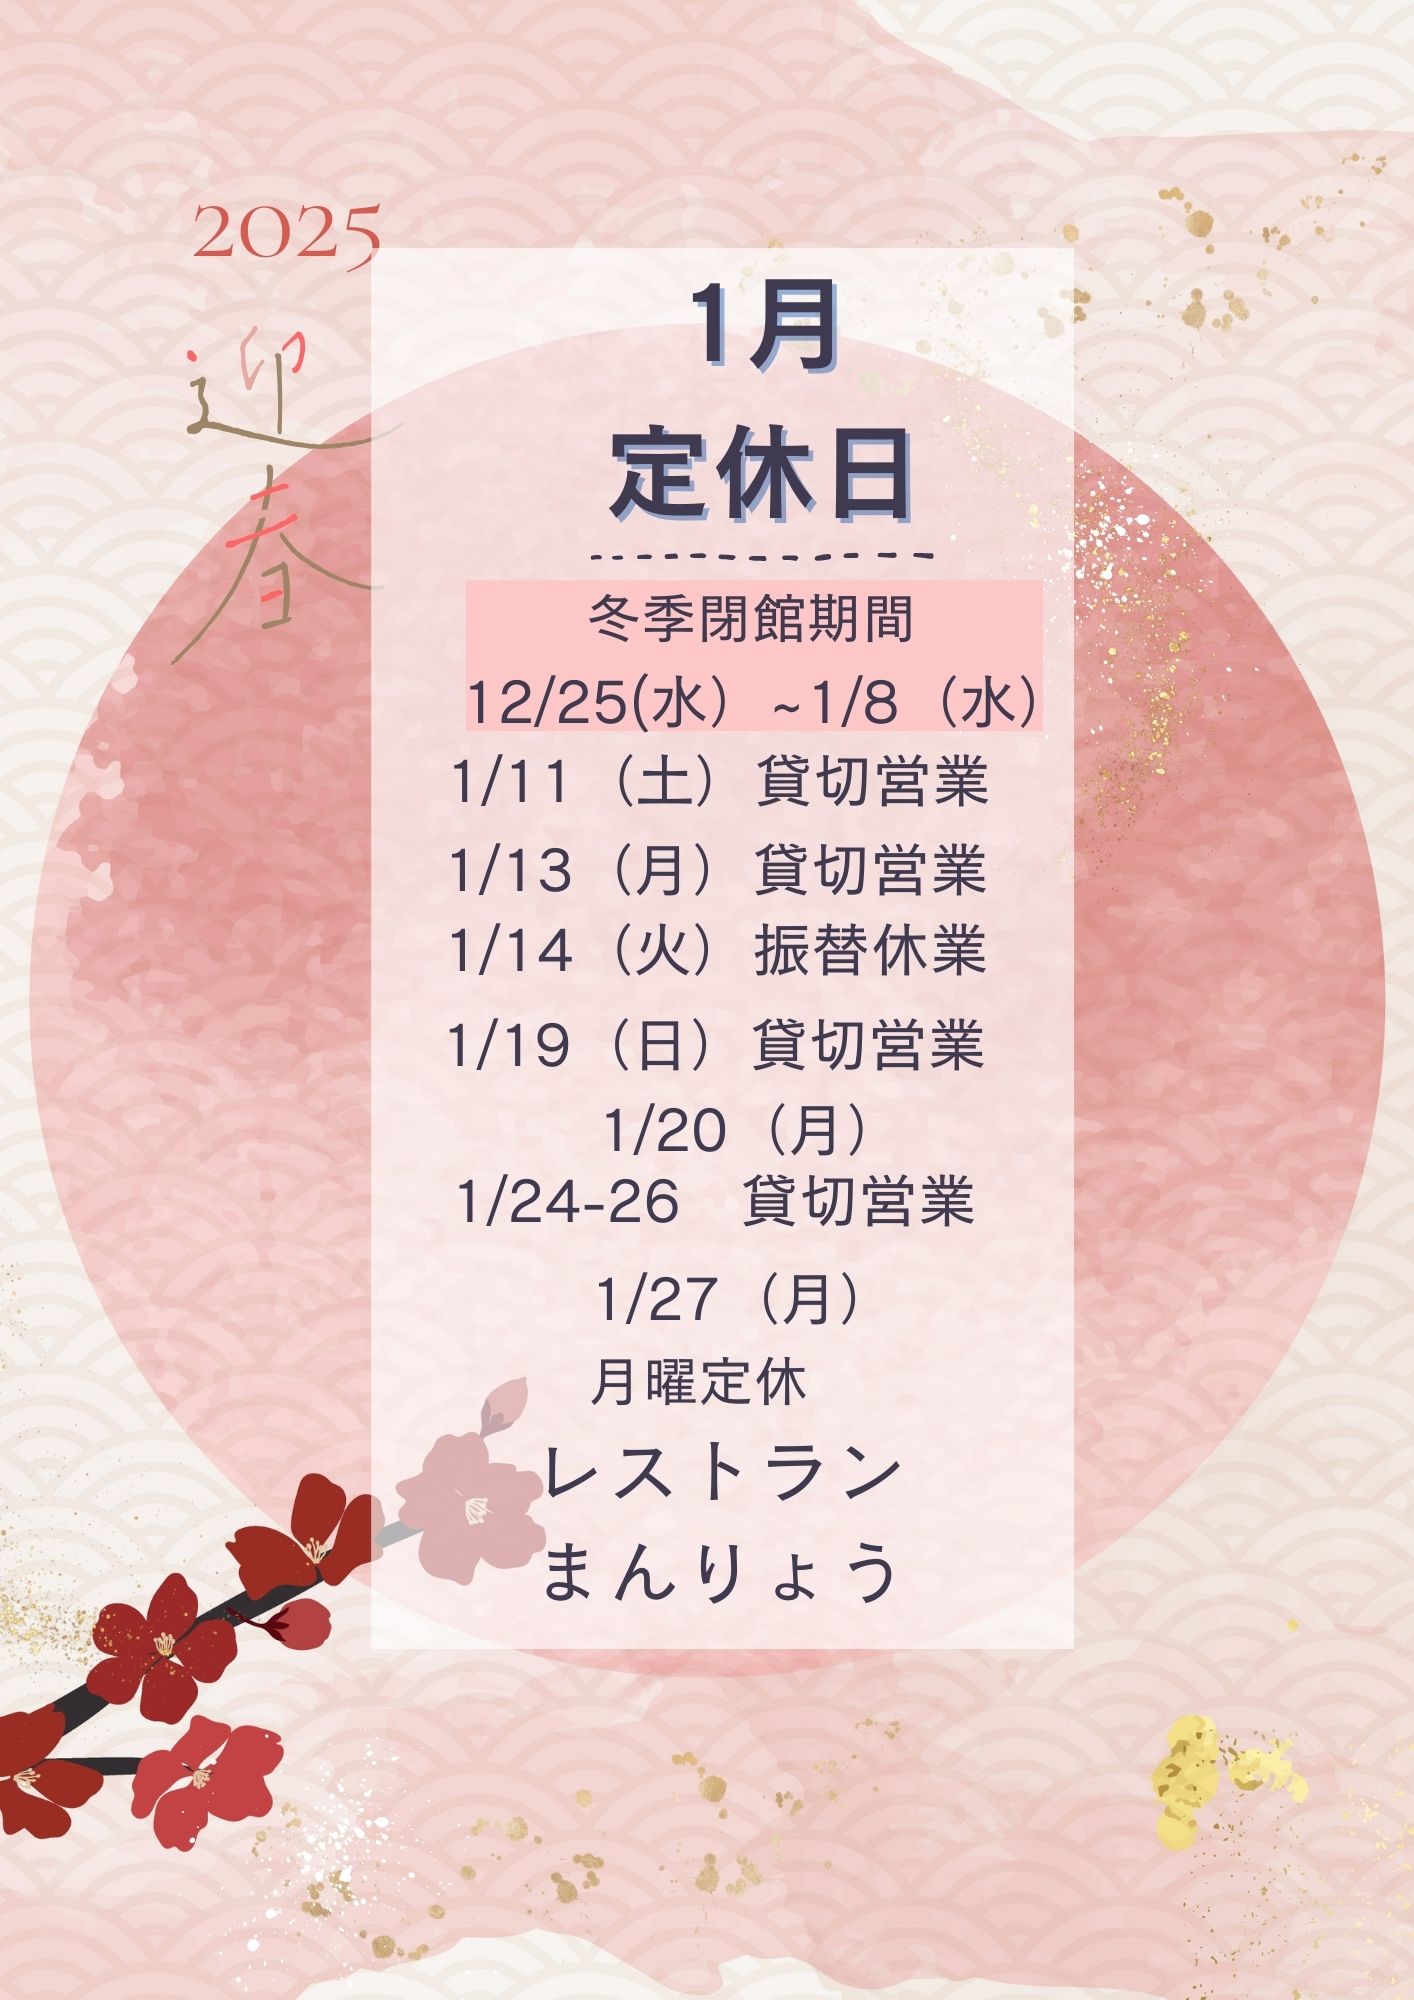 2025
迎春
1月
定休日
冬季閉館期間
12/25(水）~1/8（水）
1/11（土）貸切営業
1/13（月）貸切営業
1/14（火）振替休業
1/19（日）貸切営業
1/20（月）
1/24-26　貸切営業
1/27（月）
月曜定休
レストラン
まんりょう